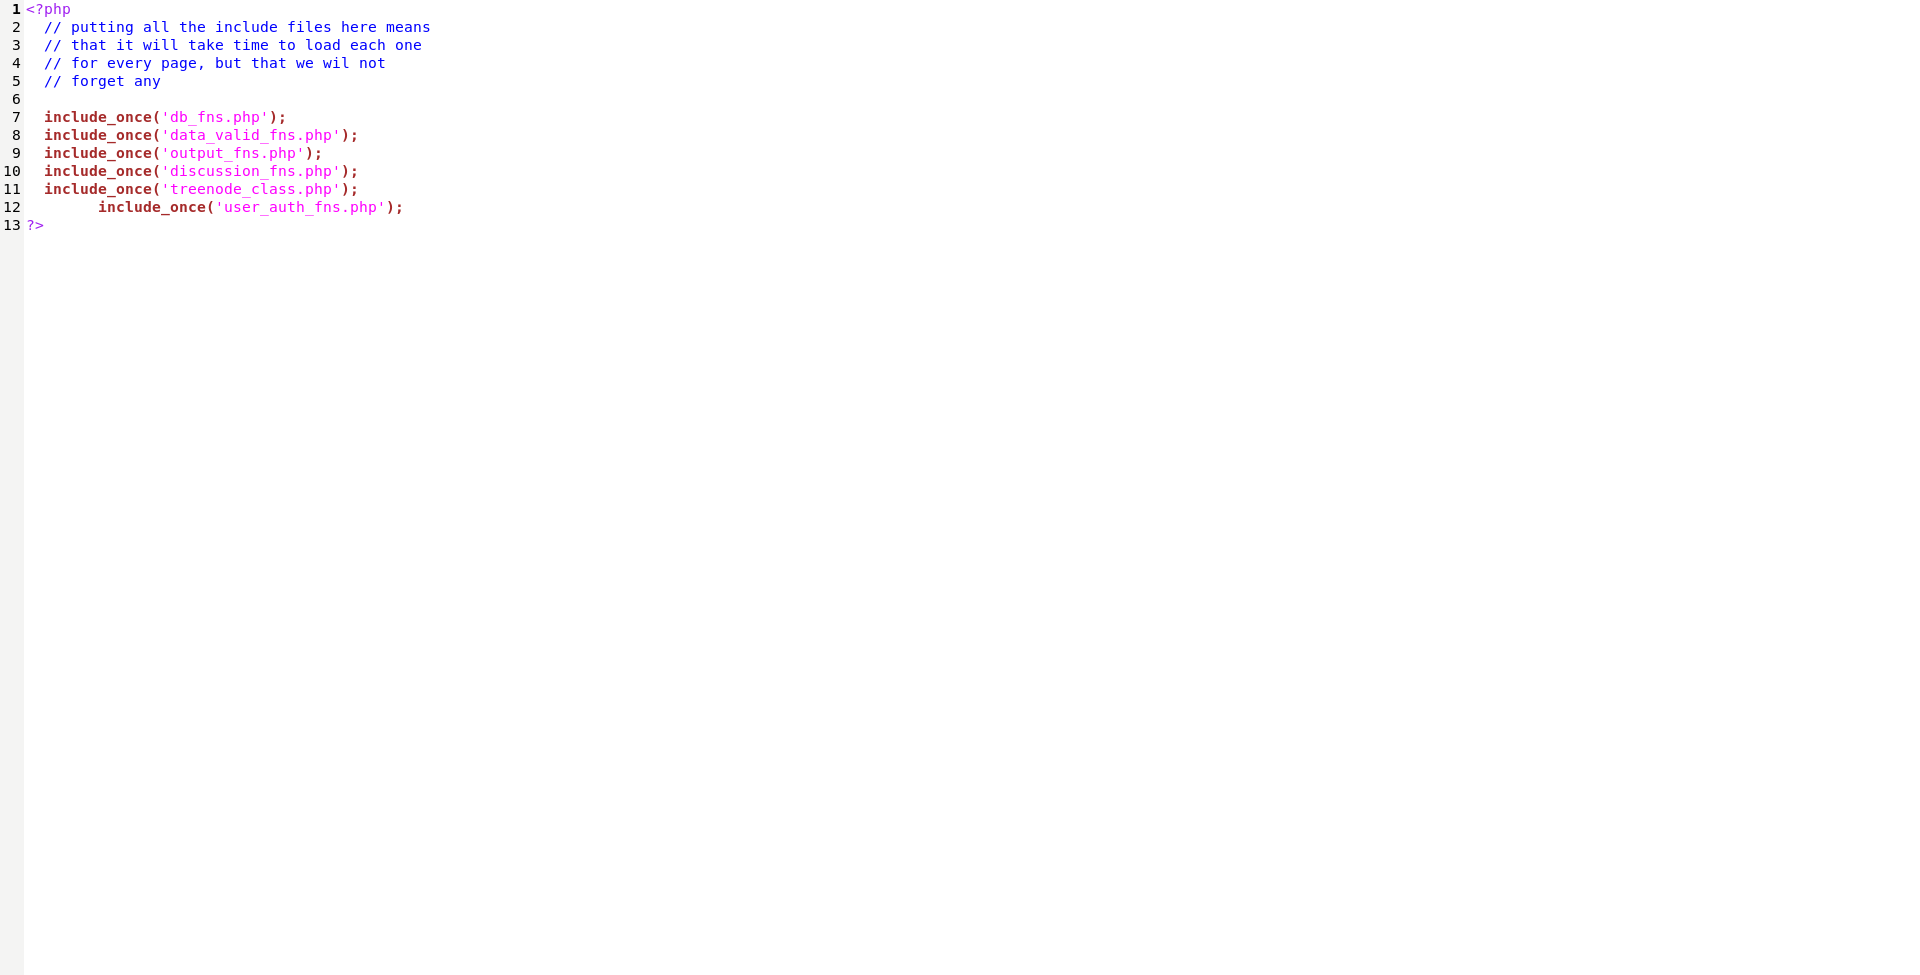 1 <?php
2   // putting all the include files here means
3   // that it will take time to load each one
4   // for every page, but that we wil not
5   // forget any
6
7   include_once('db_fns.php');
8   include_once('data_valid_fns.php');
9   include_once('output_fns.php');
10   include_once('discussion_fns.php');
11   include_once('treenode_class.php');
12         include_once('user_auth_fns.php');
13 ?>